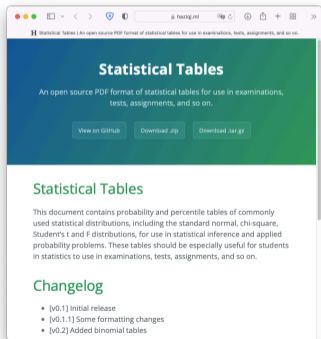 haziq.ml
Statistical Tables | An open source PDF format of statistical tables for use in examinations, tests, assignments, and so on.
Statistical Tables
An open source PDF format of statistical tables for use in examinations,
tests, assignments, and so on.
View on GitHub
Download .zip
Download .tar.gz
Statistical Tables
This document contains probability and percentile tables of commonly
used statistical distributions, including the standard normal, chi-square,
Student's t and F distributions, for use in statistical inference and applied
probability problems. These tables should be especially useful for students
in statistics to use in examinations, tests, assignments, and so on.
Changelog
• [v0.1] Initial release
• [v0.1.1] Some formatting changes
• [v0.2] Added binomial tables